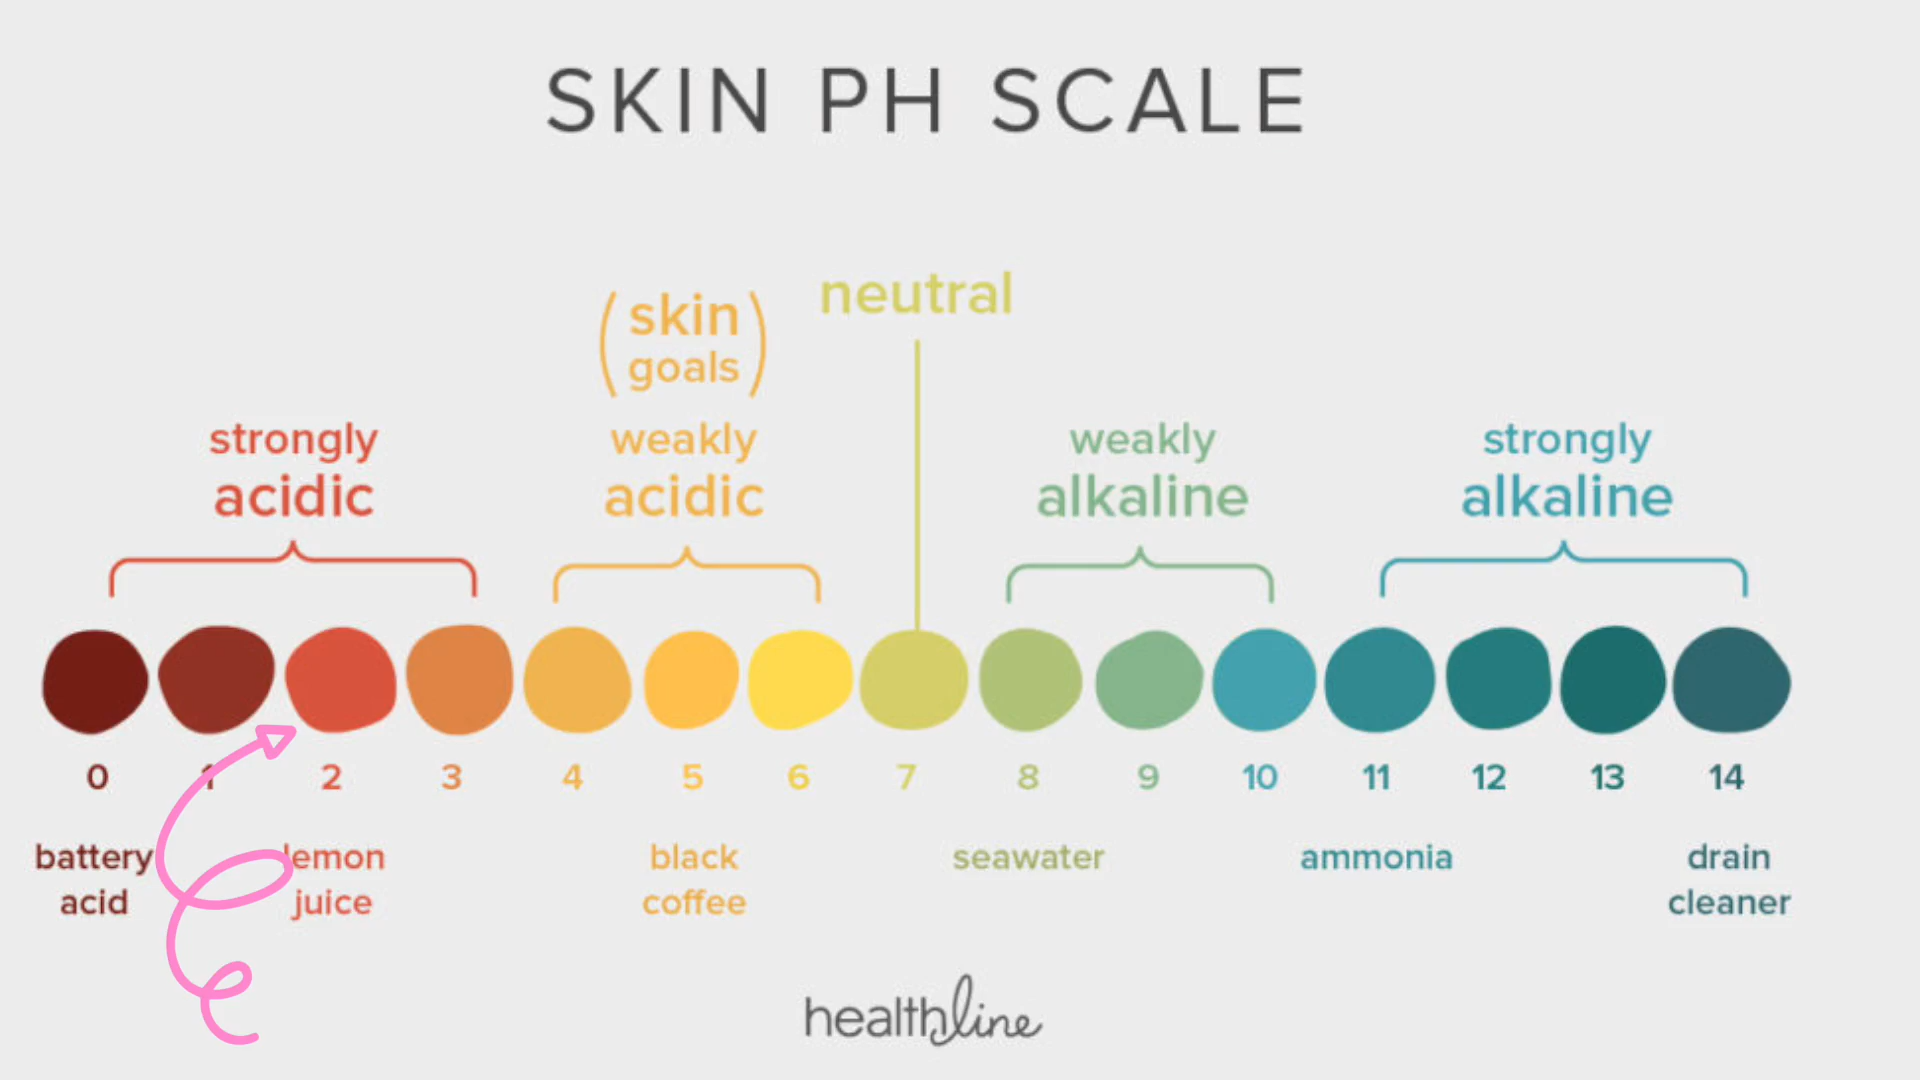 SKIN PH SCALE
neutral
(skin
goals)
strongly
acidic
weakly
acidic
weakly
alkaline
strongly
alkaline
0 1 2 3 4 5 6 7 8 9 10 11 12 13 14
battery
acid
lemon
juice
black
coffee
seawater
ammonia
drain
cleaner
healthline